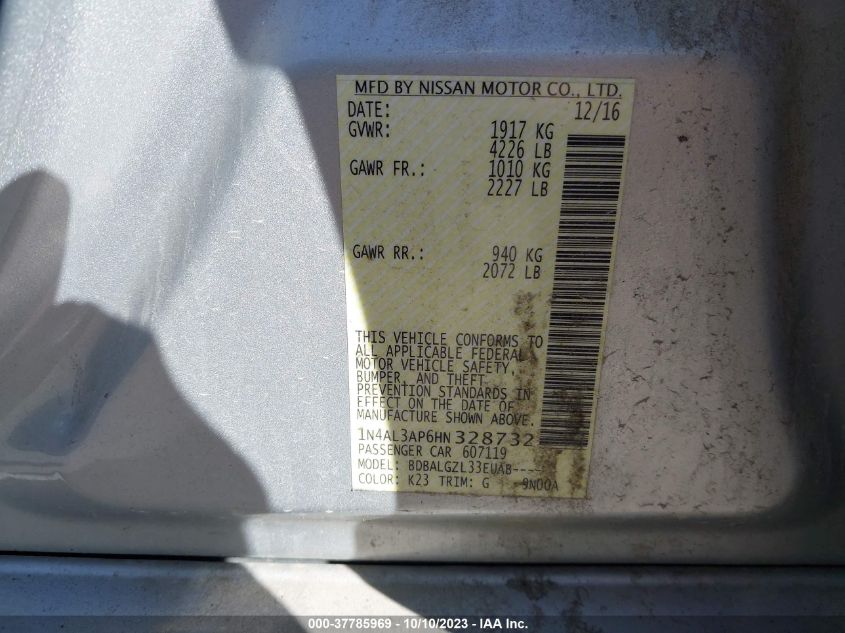 MFD BY NISSAN MOTOR CO., LTD.
DATE: 12/16
GVWR: 1917 KG
4226 LB
GAWR FR.: 1010 KG
2227 LB
GAWR RR.: 940 KG
2072 LB
THIS VEHICLE CONFORMS TO
ALL APPLICABLE FEDERAL
MOTOR VEHICLE SAFETY,
BUMPER, AND THEFT
PREVENTION STANDARDS IN
EFFECT ON THE DATE OF
MANUFACTURE SHOWN ABOVE.
1N4AL3AP6HN328732
PASSENGER CAR 607119
MODEL: BDBALGZL33EUAB----
COLOR: K23 TRIM: G 9N00A
000-37785969 - 10/10/2023 - IAA Inc.